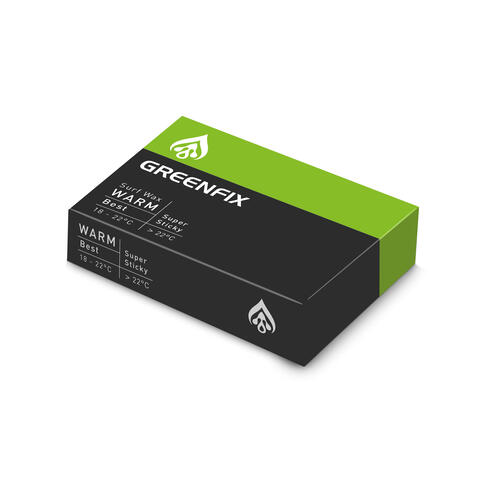 GREENFIX
Surf Wax
WARM
Best
18 - 22°C
Super
Sticky
> 22°C
WARM
Best
18 - 22°C
Super
Sticky
> 22°C